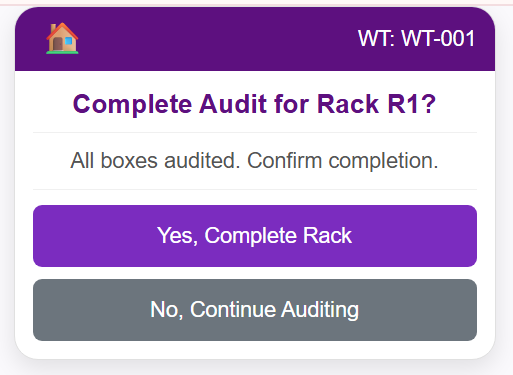 WT: WT-001
Complete Audit for Rack R1?
All boxes audited. Confirm completion.
Yes, Complete Rack
No, Continue Auditing